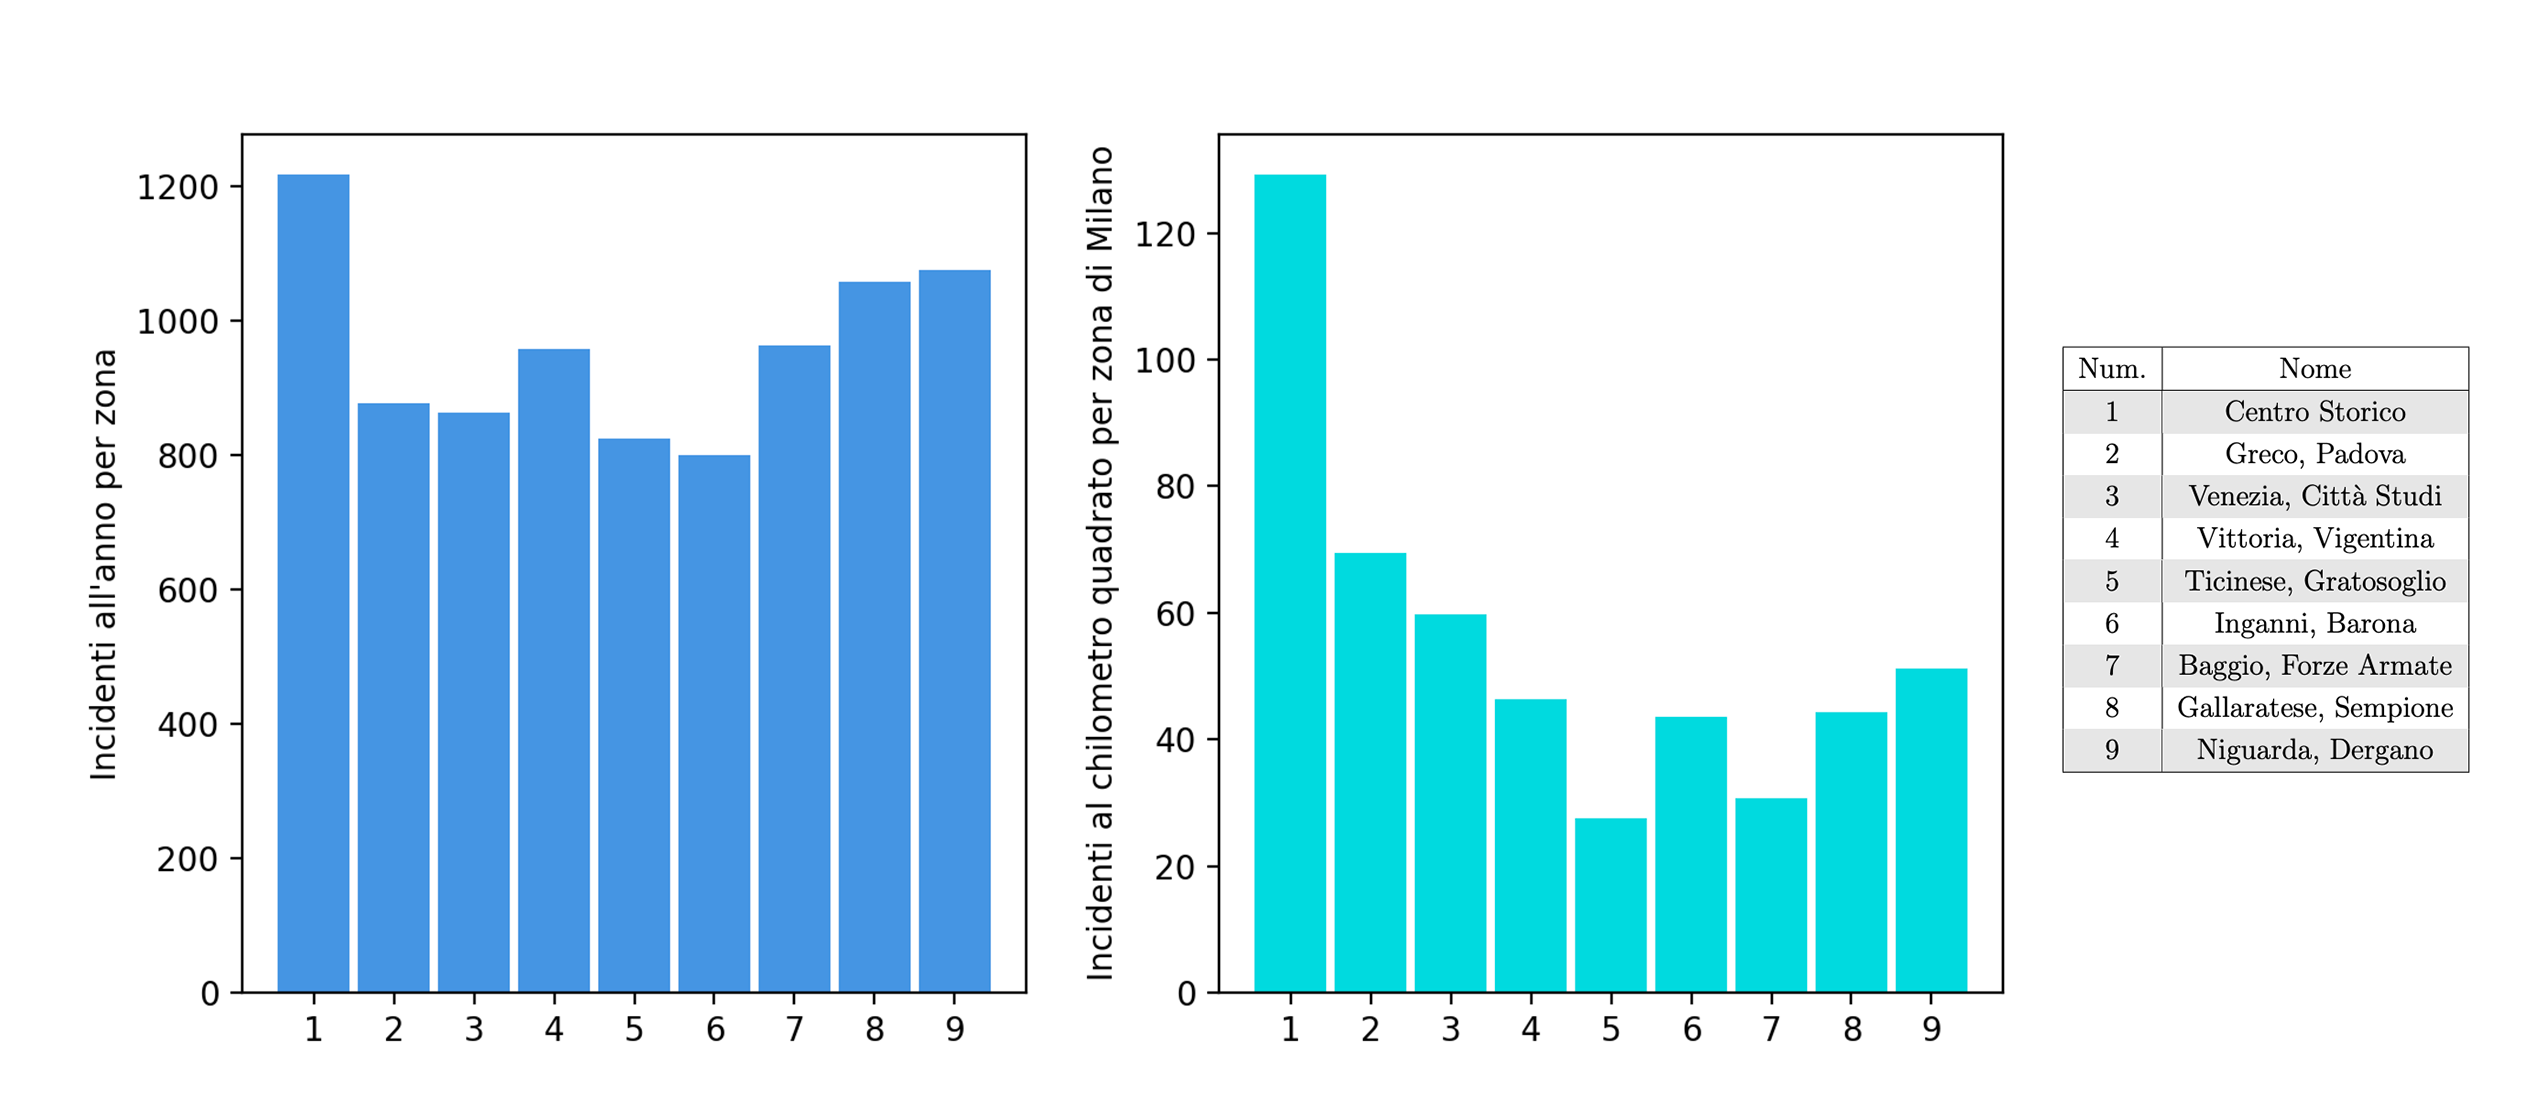 Incidenti all'anno per zona
1200
1000
800
600
400
200
0
1 2 3 4 5 6 7 8 9
Incidenti al chilometro quadrato per zona di Milano
120
100
80
60
40
20
0
1 2 3 4 5 6 7 8 9
Num. Nome
1 Centro Storico
2 Greco, Padova
3 Venezia, Città Studi
4 Vittoria, Vigentina
5 Ticinese, Gratosoglio
6 Inganni, Barona
7 Baggio, Forze Armate
8 Gallaratese, Sempione
9 Niguarda, Dergano